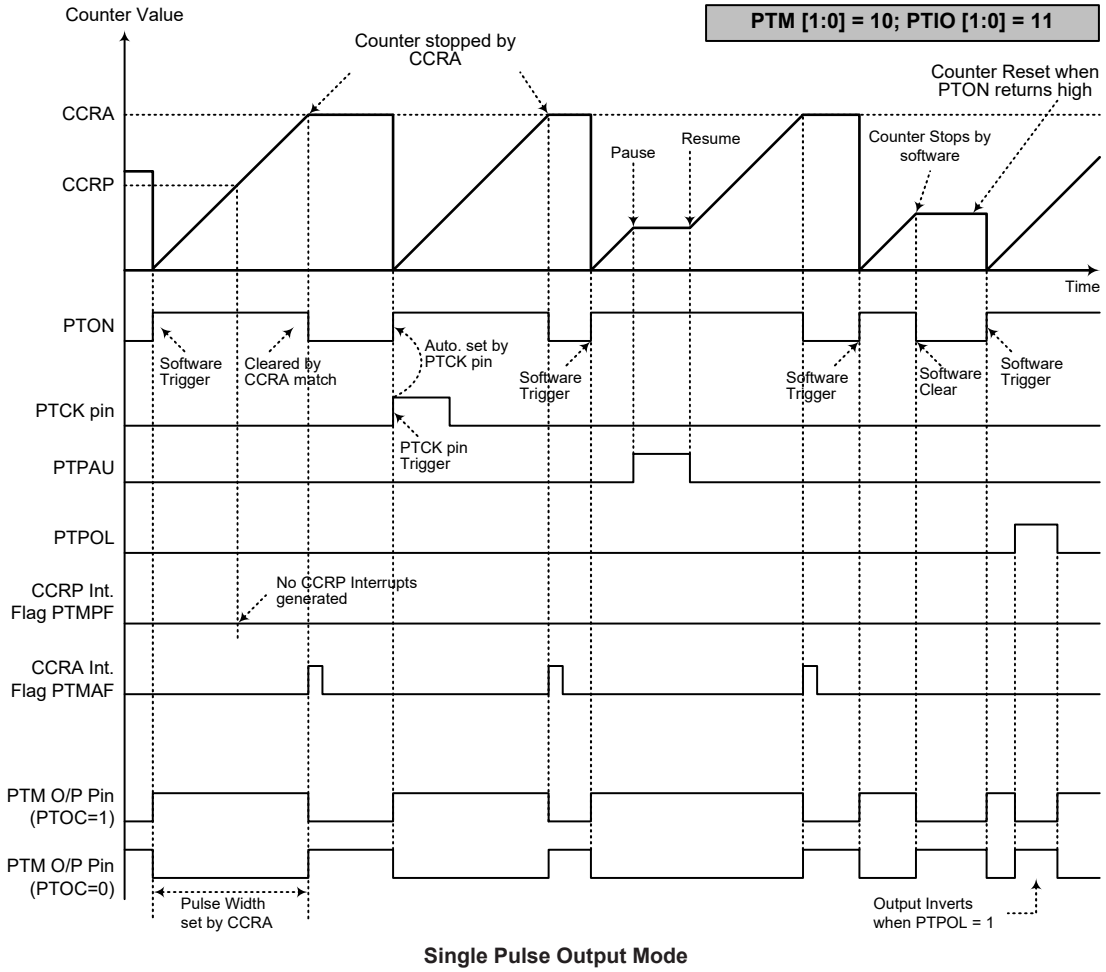 Counter Value
PTM [1:0] = 10; PTIO [1:0] = 11
Counter stopped by
CCRA
Counter Reset when
PTON returns high
CCRA
Pause
Resume
Counter Stops by
software
CCRP
Time
PTON
Software
Trigger
Cleared by
CCRA match
Auto. set by
PTCK pin
Software
Trigger
Software
Trigger
Software
Clear
Software
Trigger
PTCK pin
PTCK pin
Trigger
PTPAU
PTPOL
CCRP Int.
Flag PTMPF
No CCRP Interrupts
generated
CCRA Int.
Flag PTMAF
PTM O/P Pin
(PTOC=1)
PTM O/P Pin
(PTOC=0)
Pulse Width
set by CCRA
Output Inverts
when PTPOL = 1
Single Pulse Output Mode